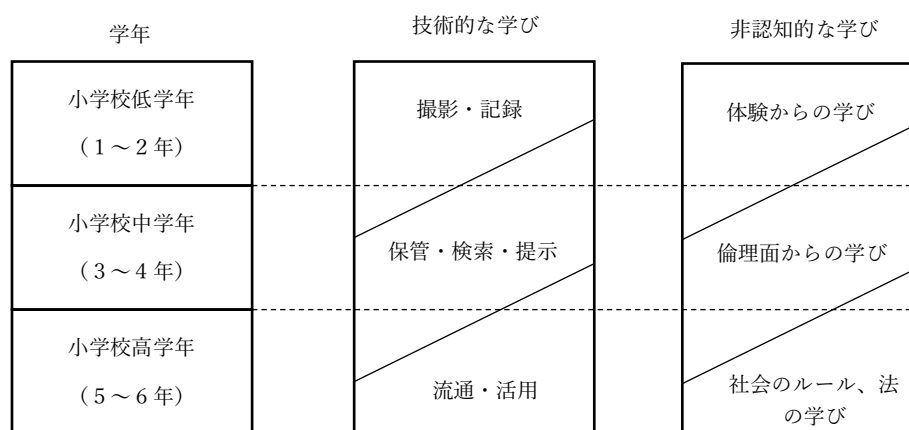 学年
技術的な学び
非認知的な学び
小学校低学年
(1～2年)
撮影・記録
体験からの学び
小学校中学年
(3～4年)
保管・検索・提示
倫理面からの学び
小学校高学年
(5～6年)
流通・活用
社会のルール、法
の学び